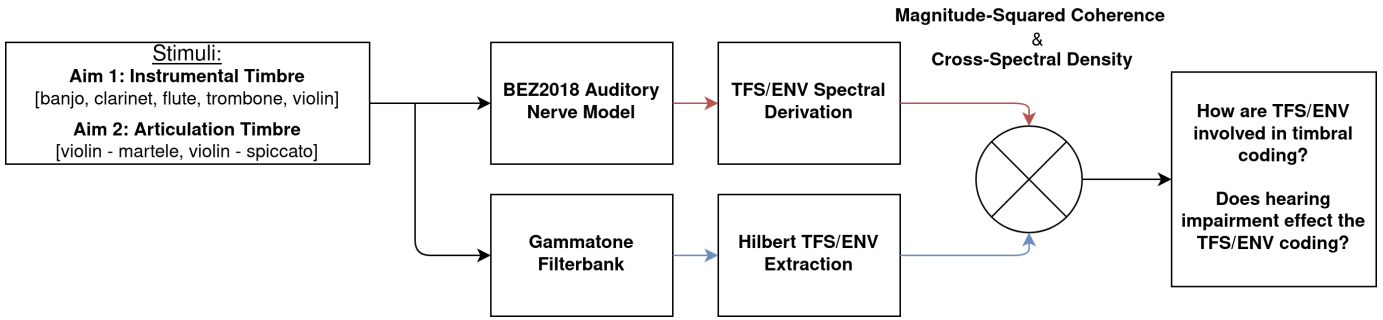 Stimuli:
Aim 1: Instrumental Timbre
[banjo, clarinet, flute, trombone, violin]
Aim 2: Articulation Timbre
[violin - martele, violin - spiccato]
BEZ2018 Auditory
Nerve Model
TFS/ENV Spectral
Derivation
Magnitude-Squared Coherence
&
Cross-Spectral Density
Gammatone
Filterbank
Hilbert TFS/ENV
Extraction
How are TFS/ENV
involved in timbral
coding?
Does hearing
impairment effect the
TFS/ENV coding?